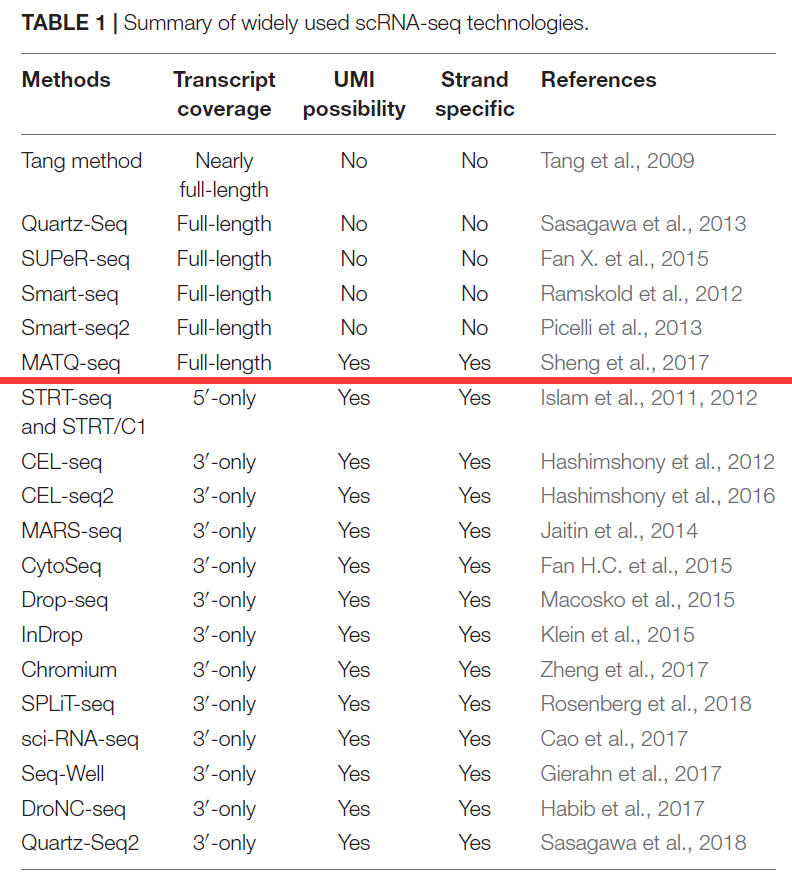 TABLE 1 | Summary of widely used scRNA-seq technologies.
Methods Transcript coverage UMI possibility Strand specific References
Tang method Nearly full-length No No Tang et al., 2009
Quartz-Seq Full-length No No Sasagawa et al., 2013
SUPeR-seq Full-length No No Fan X. et al., 2015
Smart-seq Full-length No No Ramskold et al., 2012
Smart-seq2 Full-length No No Picelli et al., 2013
MATQ-seq Full-length Yes Yes Sheng et al., 2017
STRT-seq and STRT/C1 5′-only Yes Yes Islam et al., 2011, 2012
CEL-seq 3′-only Yes Yes Hashimshony et al., 2012
CEL-seq2 3′-only Yes Yes Hashimshony et al., 2016
MARS-seq 3′-only Yes Yes Jaitin et al., 2014
CytoSeq 3′-only Yes Yes Fan H.C. et al., 2015
Drop-seq 3′-only Yes Yes Macosko et al., 2015
InDrop 3′-only Yes Yes Klein et al., 2015
Chromium 3′-only Yes Yes Zheng et al., 2017
SPLiT-seq 3′-only Yes Yes Rosenberg et al., 2018
sci-RNA-seq 3′-only Yes Yes Cao et al., 2017
Seq-Well 3′-only Yes Yes Gierahn et al., 2017
DroNC-seq 3′-only Yes Yes Habib et al., 2017
Quartz-Seq2 3′-only Yes Yes Sasagawa et al., 2018